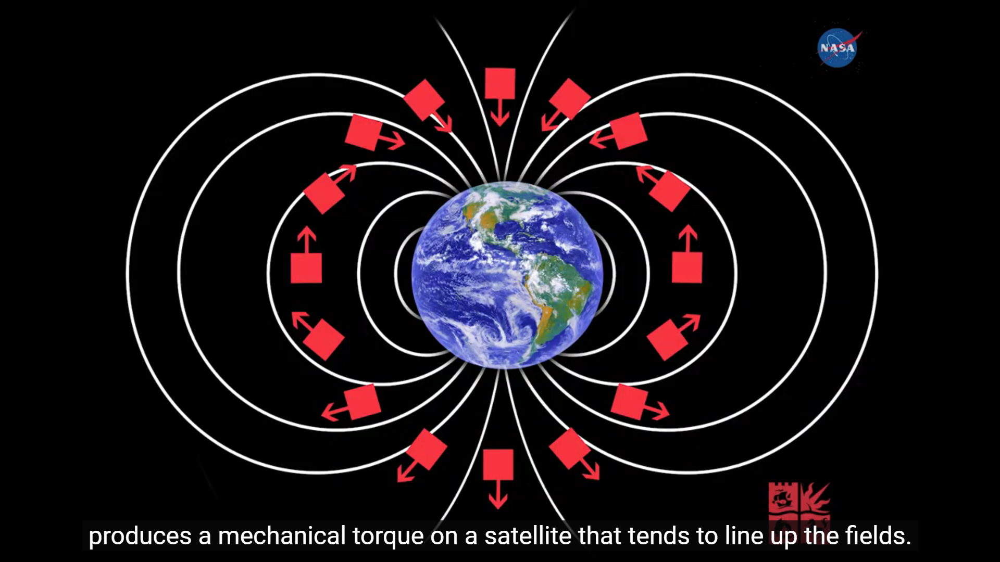 NASA
produces a mechanical torque on a satellite that tends to line up the fields.